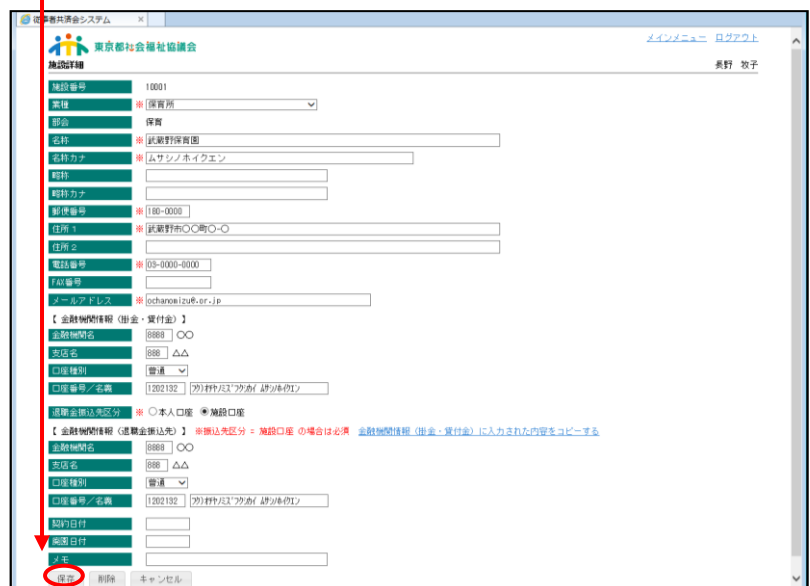 従事者共済会システム ×
東京都社会福祉協議会
メインメニュー ログアウト
施設詳細 長野 牧子
施設番号 10001
業種 ※ 保育所
部会 保育
名称 ※ 武蔵野保育園
名称カナ ※ ムサシノホイクエン
略称
略称カナ
郵便番号 ※ 180-0000
住所1 ※ 武蔵野市〇〇町〇-〇
住所2
電話番号 ※ 03-0000-0000
FAX番号
メールアドレス ※ ochanomizu@.or.jp
【 金融機関情報（掛金・貸付金）】
金融機関名 8888 〇〇
支店名 888 △△
口座種別 普通
口座番号／名義 1202132
退職金振込先区分 ※ 本人口座 施設口座
【 金融機関情報（退職金振込先）】 ※振込先区分 = 施設口座 の場合は必須 金融機関情報（掛金・貸付金）に入力された内容をコピーする
金融機関名 8888 〇〇
支店名 888 △△
口座種別 普通
口座番号／名義 1202132
契約日付
廃園日付
メモ
保存 削除 キャンセル